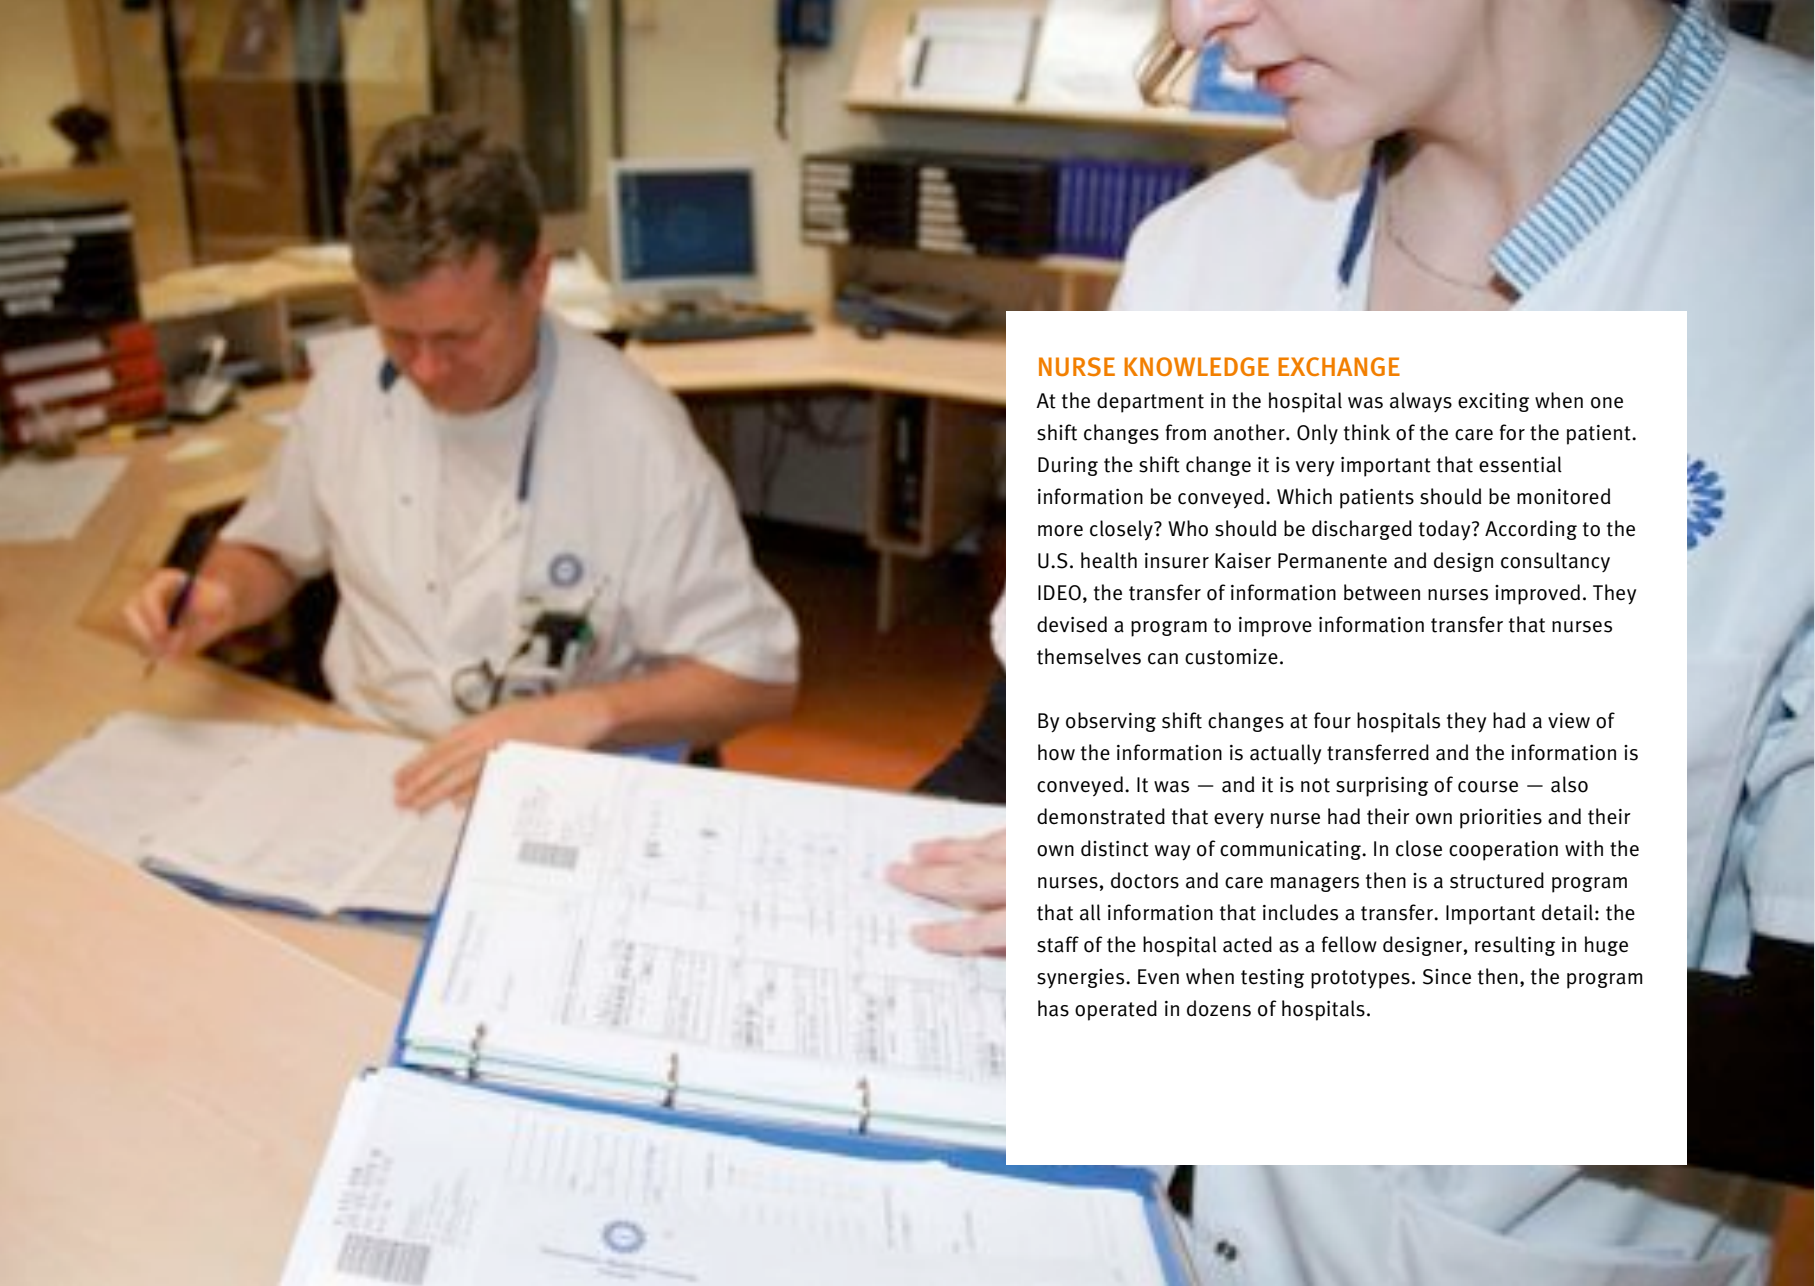 NURSE KNOWLEDGE EXCHANGE
At the department in the hospital was always exciting when one
shift changes from another. Only think of the care for the patient.
During the shift change it is very important that essential
information be conveyed. Which patients should be monitored
more closely? Who should be discharged today? According to the
U.S. health insurer Kaiser Permanente and design consultancy
IDEO, the transfer of information between nurses improved. They
devised a program to improve information transfer that nurses
themselves can customize.
By observing shift changes at four hospitals they had a view of
how the information is actually transferred and the information is
conveyed. It was — and it is not surprising of course — also
demonstrated that every nurse had their own priorities and their
own distinct way of communicating. In close cooperation with the
nurses, doctors and care managers then is a structured program
that all information that includes a transfer. Important detail: the
staff of the hospital acted as a fellow designer, resulting in huge
synergies. Even when testing prototypes. Since then, the program
has operated in dozens of hospitals.